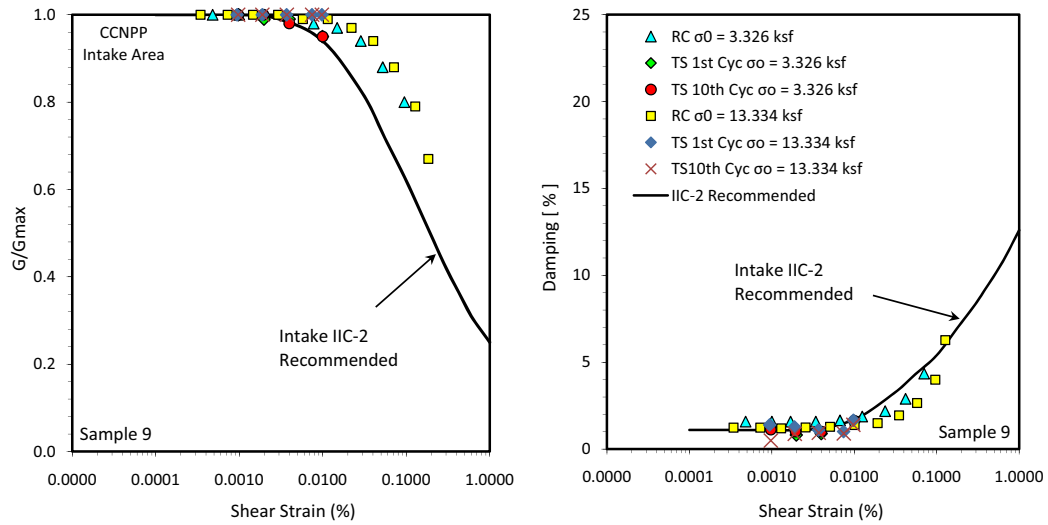 CCNPP
Intake Area
1.0
0.8
0.6
0.4
0.2
0.0
G/Gmax
Intake IIC-2
Recommended
Sample 9
0.0000
0.0001
0.0010
0.0100
0.1000
1.0000
Shear Strain (%)
25
20
15
10
5
0
Damping [ % ]
RC σ0 = 3.326 ksf
TS 1st Cyc σo = 3.326 ksf
TS 10th Cyc σo = 3.326 ksf
RC σ0 = 13.334 ksf
TS 1st Cyc σo = 13.334 ksf
TS10th Cyc σo = 13.334 ksf
IIC-2 Recommended
Intake IIC-2
Recommended
Sample 9
0.0000
0.0001
0.0010
0.0100
0.1000
1.0000
Shear Strain (%)